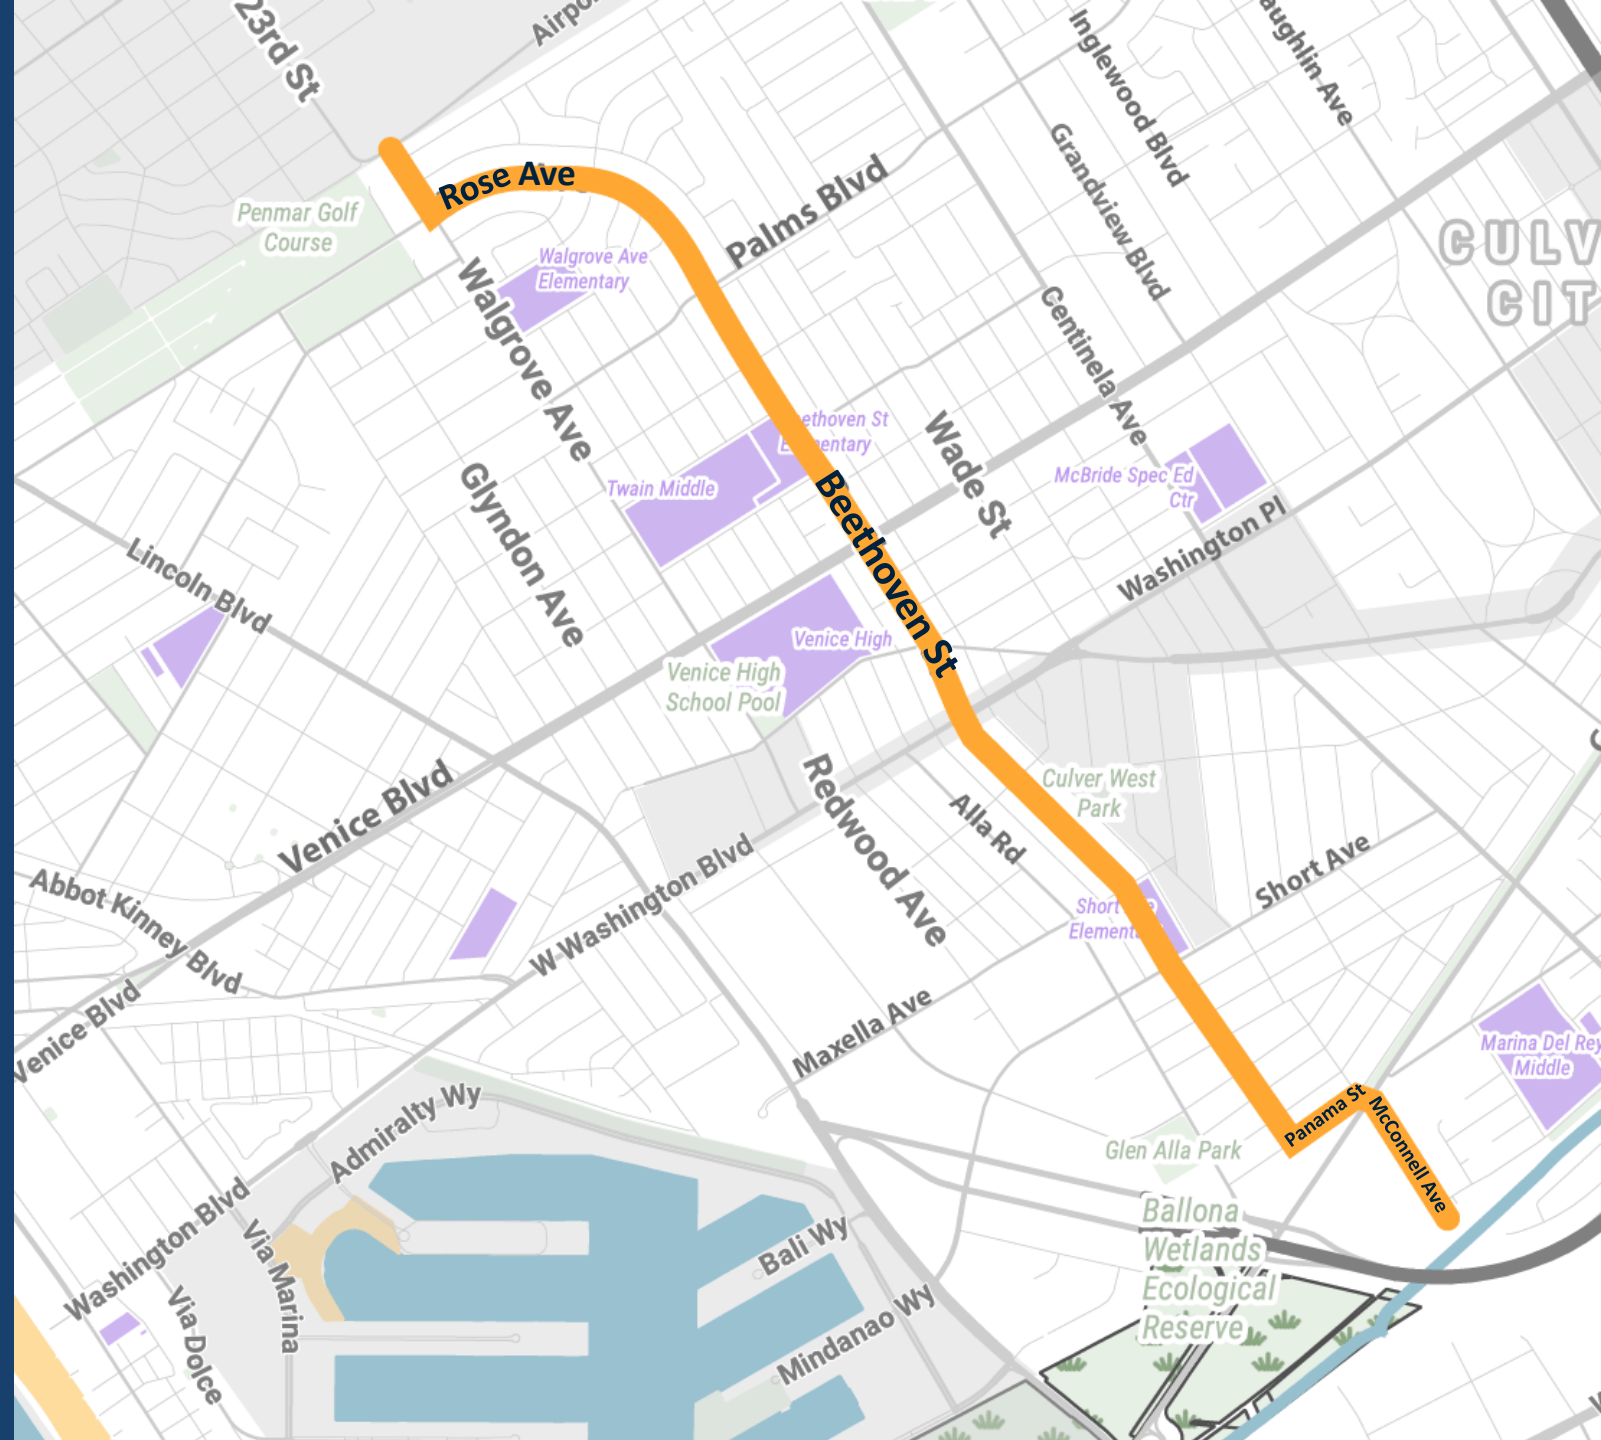 23rd St
Airpor
Inglewood Blvd
aughlin Ave
Rose Ave
Palms Blvd
Grandview Blvd
Penmar Golf
Course
CULV
CIT
Walgrove Ave
Elementary
Walgrove Ave
Centinela Ave
ethoven St
E mentary
Wade St
Twain Middle
McBride Spec Ed
Ctr
Glyndon Ave
Beethoven St
Washington Pl
Lincoln Blvd
Venice High
Venice High
School Pool
Venice Blvd
Redwood Ave
Alla Rd
Culver West
Park
Short Ave
Abbot Kinney Blvd
W Washington Blvd
Short
Element
Venice Blvd
Maxella Ave
Marina Del Rey
Middle
Admiralty Wy
Panama St
McConnell Ave
Glen Alla Park
Washington Blvd
Via Marina
Bali Wy
Ballona
Wetlands
Ecological
Reserve
Via Dolce
Mindanao Wy